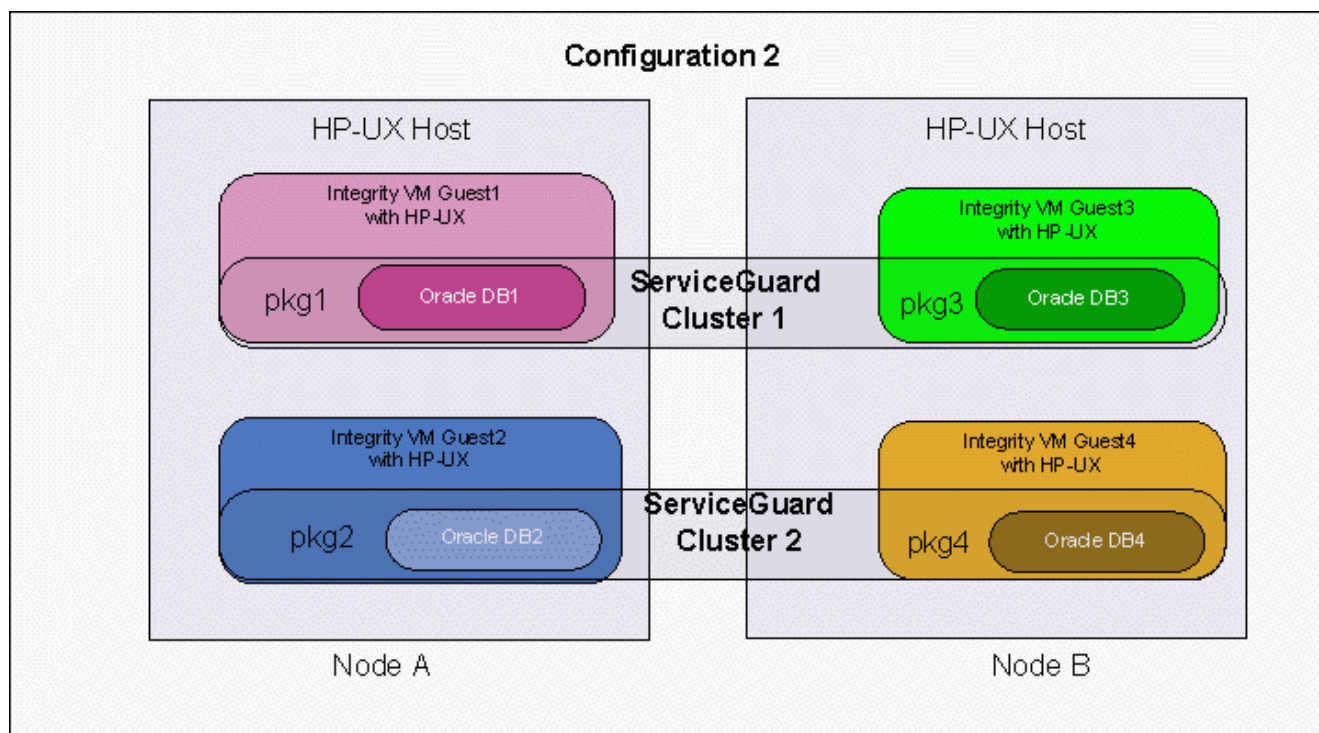 Configuration 2
HP-UX Host
HP-UX Host
Integrity VM Guest1
with HP-UX
Integrity VM Guest3
with HP-UX
pkg1
Oracle DB1
ServiceGuard
Cluster 1
pkg3
Oracle DB3
Integrity VM Guest2
with HP-UX
Integrity VM Guest4
with HP-UX
pkg2
Oracle DB2
ServiceGuard
Cluster 2
pkg4
Oracle DB4
Node A
Node B